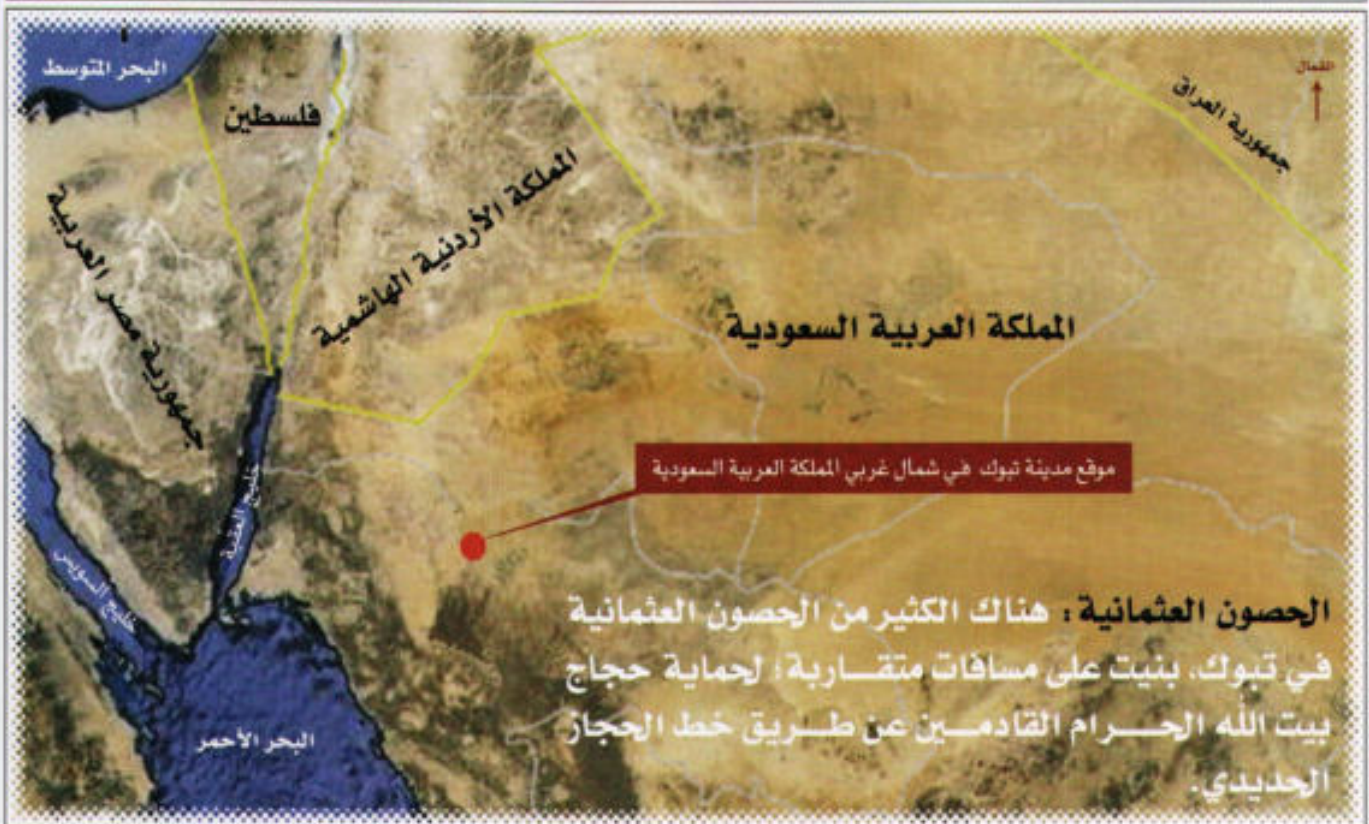 البحر المتوسط
فلسطين
الشمال
جمهورية العراق
المملكة الأردنية الهاشمية
جمهورية مصر العربية
المملكة العربية السعودية
موقع مدينة تبوك في شمال غربي المملكة العربية السعودية
خليج العقبة
خليج السويس
البحر الأحمر
الحصون العثمانية : هناك الكثير من الحصون العثمانية
في تبوك، بنيت على مسافات متقاربة؛ لحماية حجاج
بيت الله الحرام القادمين عن طريق خط الحجاز
الحديدي.